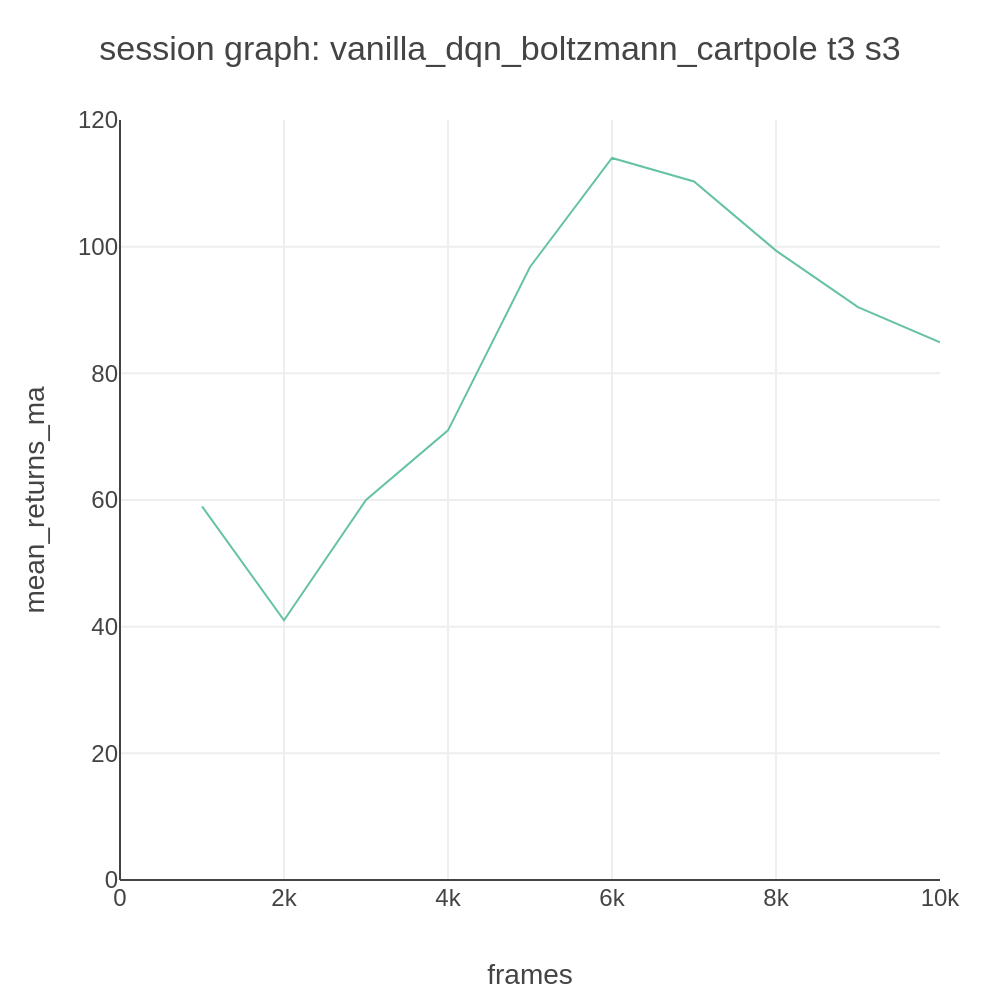 session graph: vanilla_dqn_boltzmann_cartpole t3 s3
120
100
80
60
40
20
0
mean_returns_ma
0 2k 4k 6k 8k 10k
frames